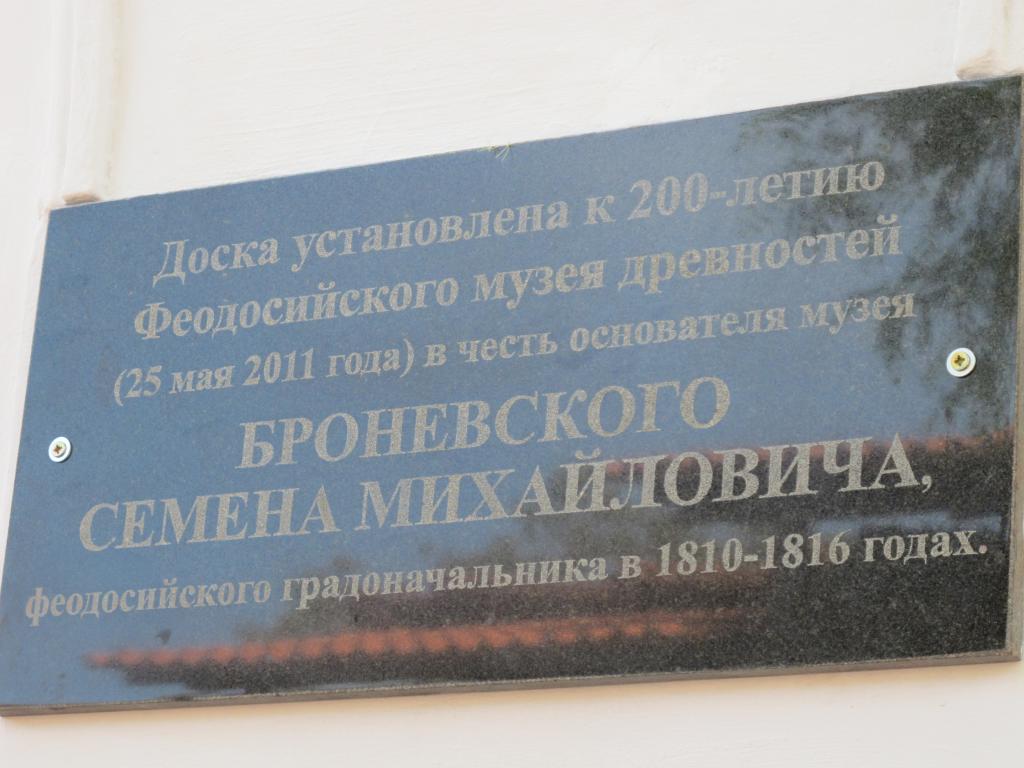 Доска установлена к 200-летию
Феодосийского музея древностей
(25 мая 2011 года) в честь основателя музея
БРОНЕВСКОГО
СЕМЕНА МИХАЙЛОВИЧА,
феодосийского градоначальника в 1810-1816 годах.